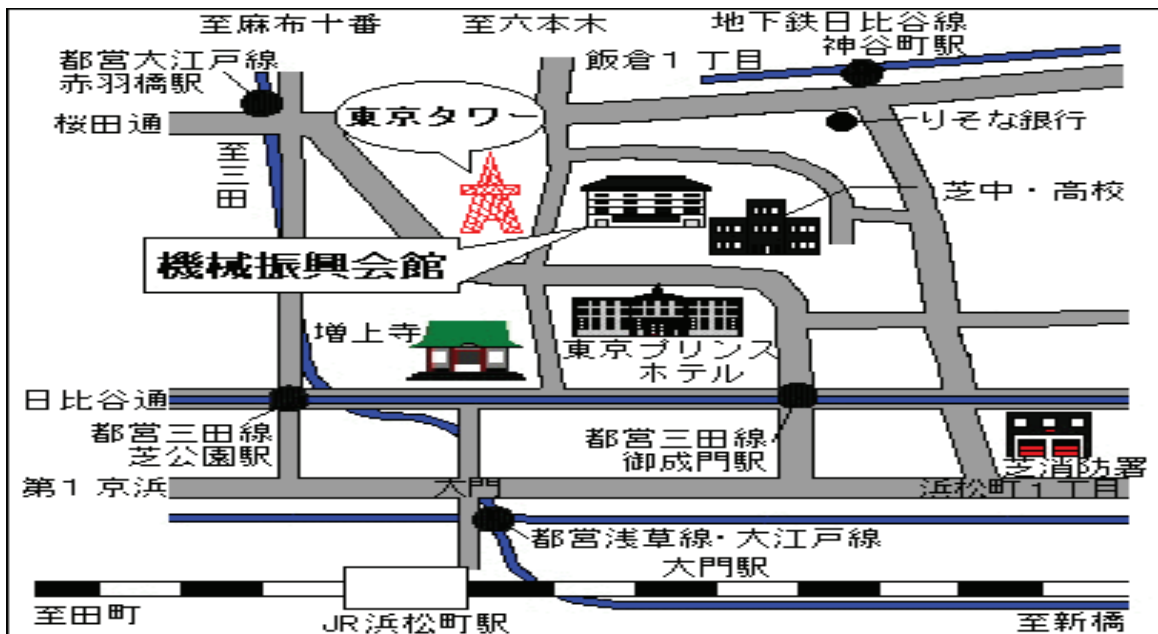 至麻布十番
至六本木
地下鉄日比谷線
神谷町駅
都営大江戸線
赤羽橋駅
飯倉1丁目
桜田通
東京タワー
りそな銀行
至三田
芝中・高校
機械振興会館
増上寺
東京プリンス
ホテル
日比谷通
都営三田線
芝公園駅
都営三田線
御成門駅
芝消防署
第1京浜
大門
浜松町1丁目
都営浅草線・大江戸線
大門駅
至田町
JR浜松町駅
至新橋